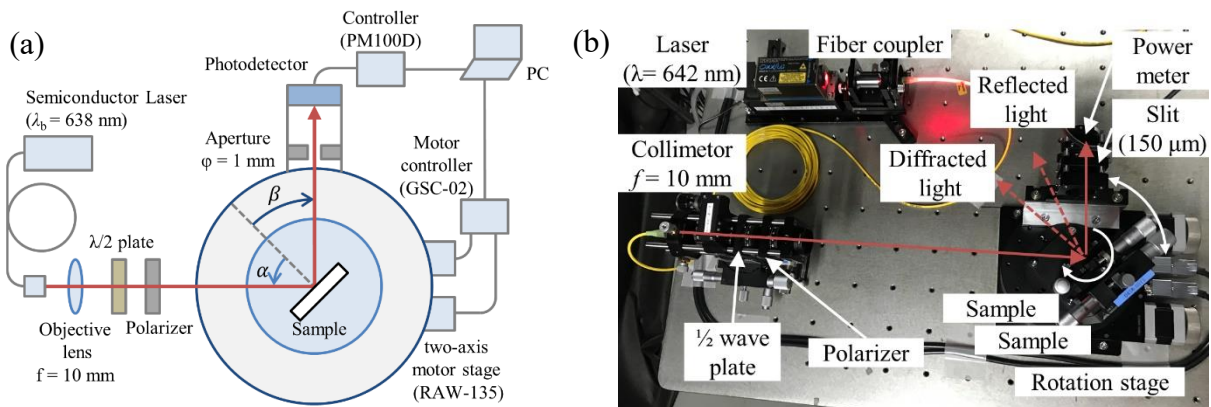 (a)
Controller
(PM100D)
Photodetector
PC
Semiconductor Laser
(λb = 638 nm)
Aperture
φ = 1 mm
Motor
controller
(GSC-02)
β
λ/2 plate
α
Sample
Objective
lens
f = 10 mm
Polarizer
two-axis
motor stage
(RAW-135)
(b)
Laser
(λ= 642 nm)
Fiber coupler
Power
meter
Reflected
light
Slit
(150 μm)
Collimetor
f = 10 mm
Diffracted
light
½ wave
plate
Polarizer
Sample
Sample
Rotation stage